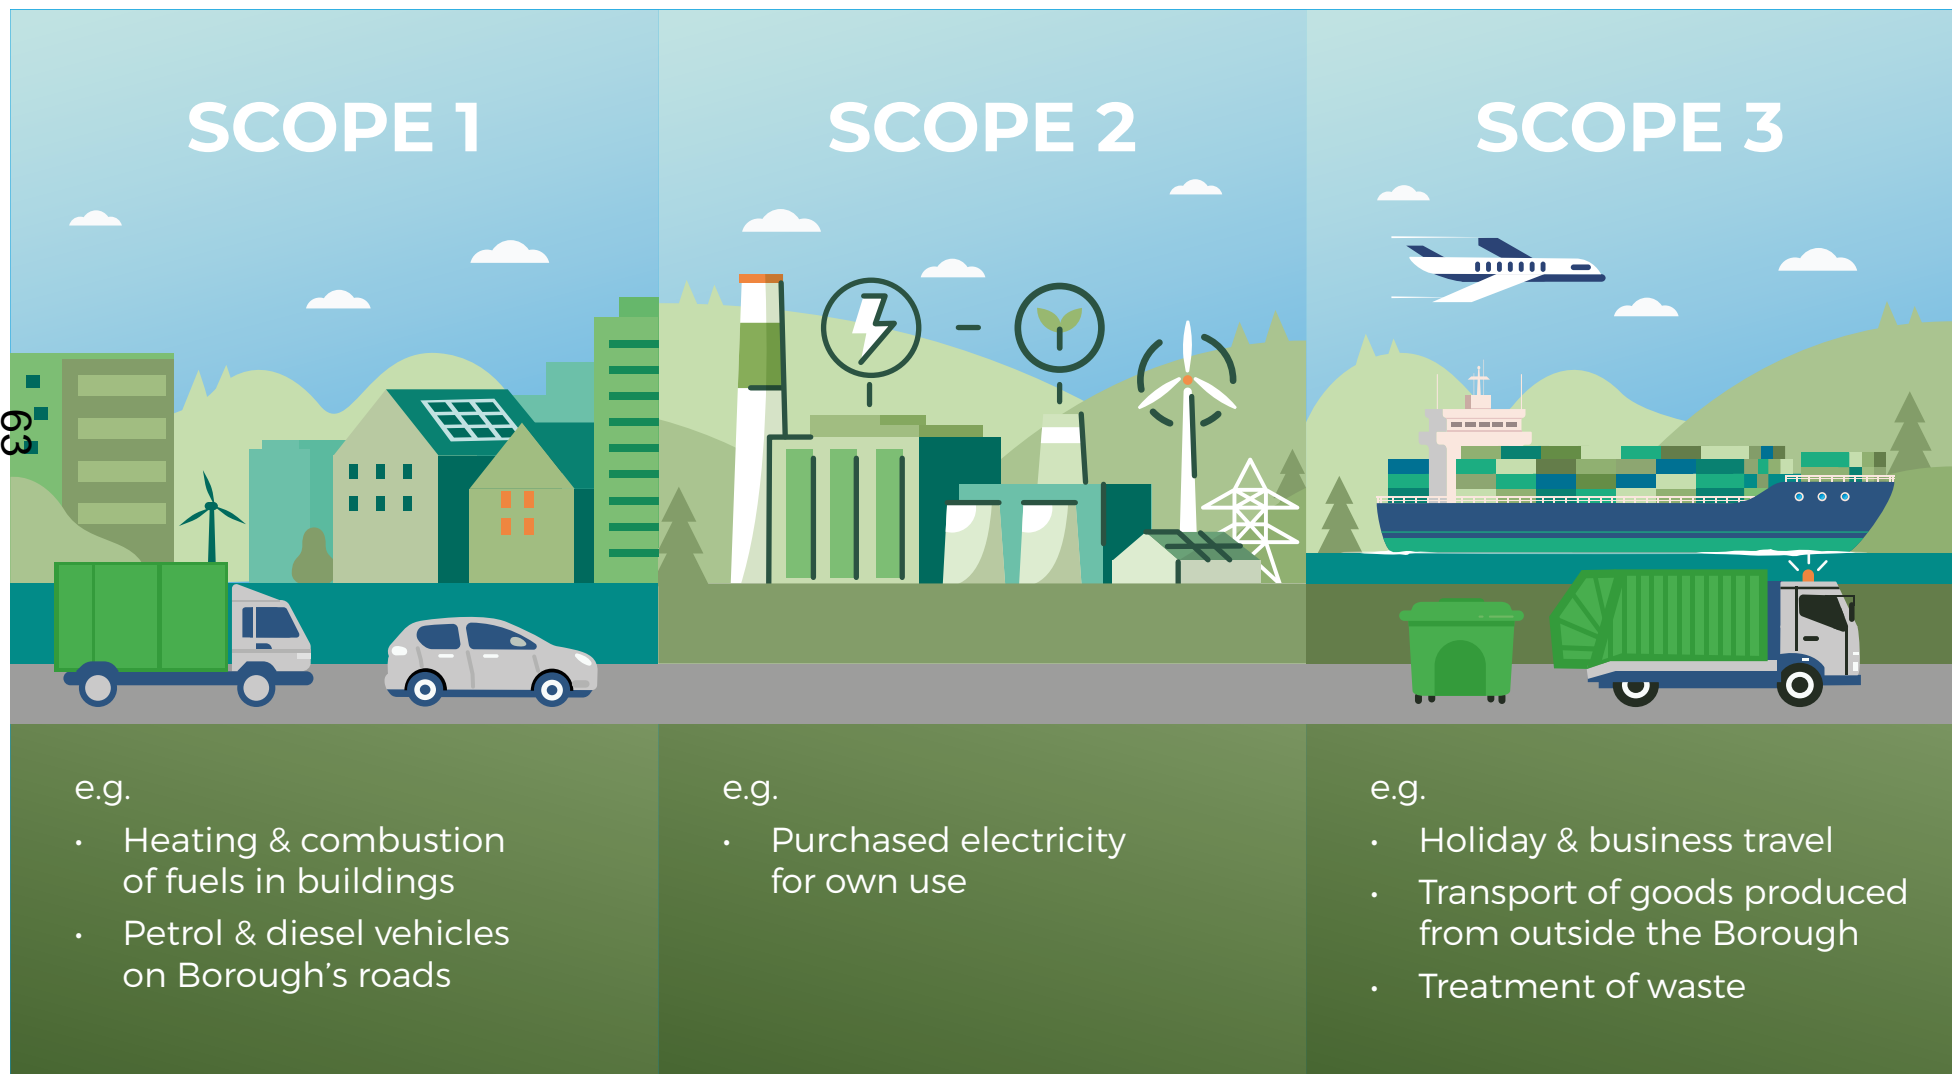 SCOPE 1
SCOPE 2
SCOPE 3
63
e.g.
• Heating & combustion
of fuels in buildings
• Petrol & diesel vehicles
on Borough’s roads
e.g.
• Purchased electricity
for own use
e.g.
• Holiday & business travel
• Transport of goods produced
from outside the Borough
• Treatment of waste